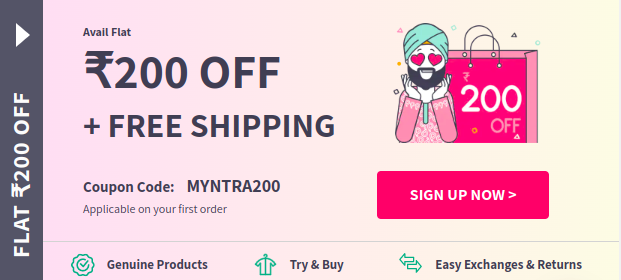 FLAT ₹200 OFF
Avail Flat
₹200 OFF
+ FREE SHIPPING
₹
200
OFF
Coupon Code: MYNTRA200
Applicable on your first order
SIGN UP NOW >
Genuine Products
Try & Buy
Easy Exchanges & Returns